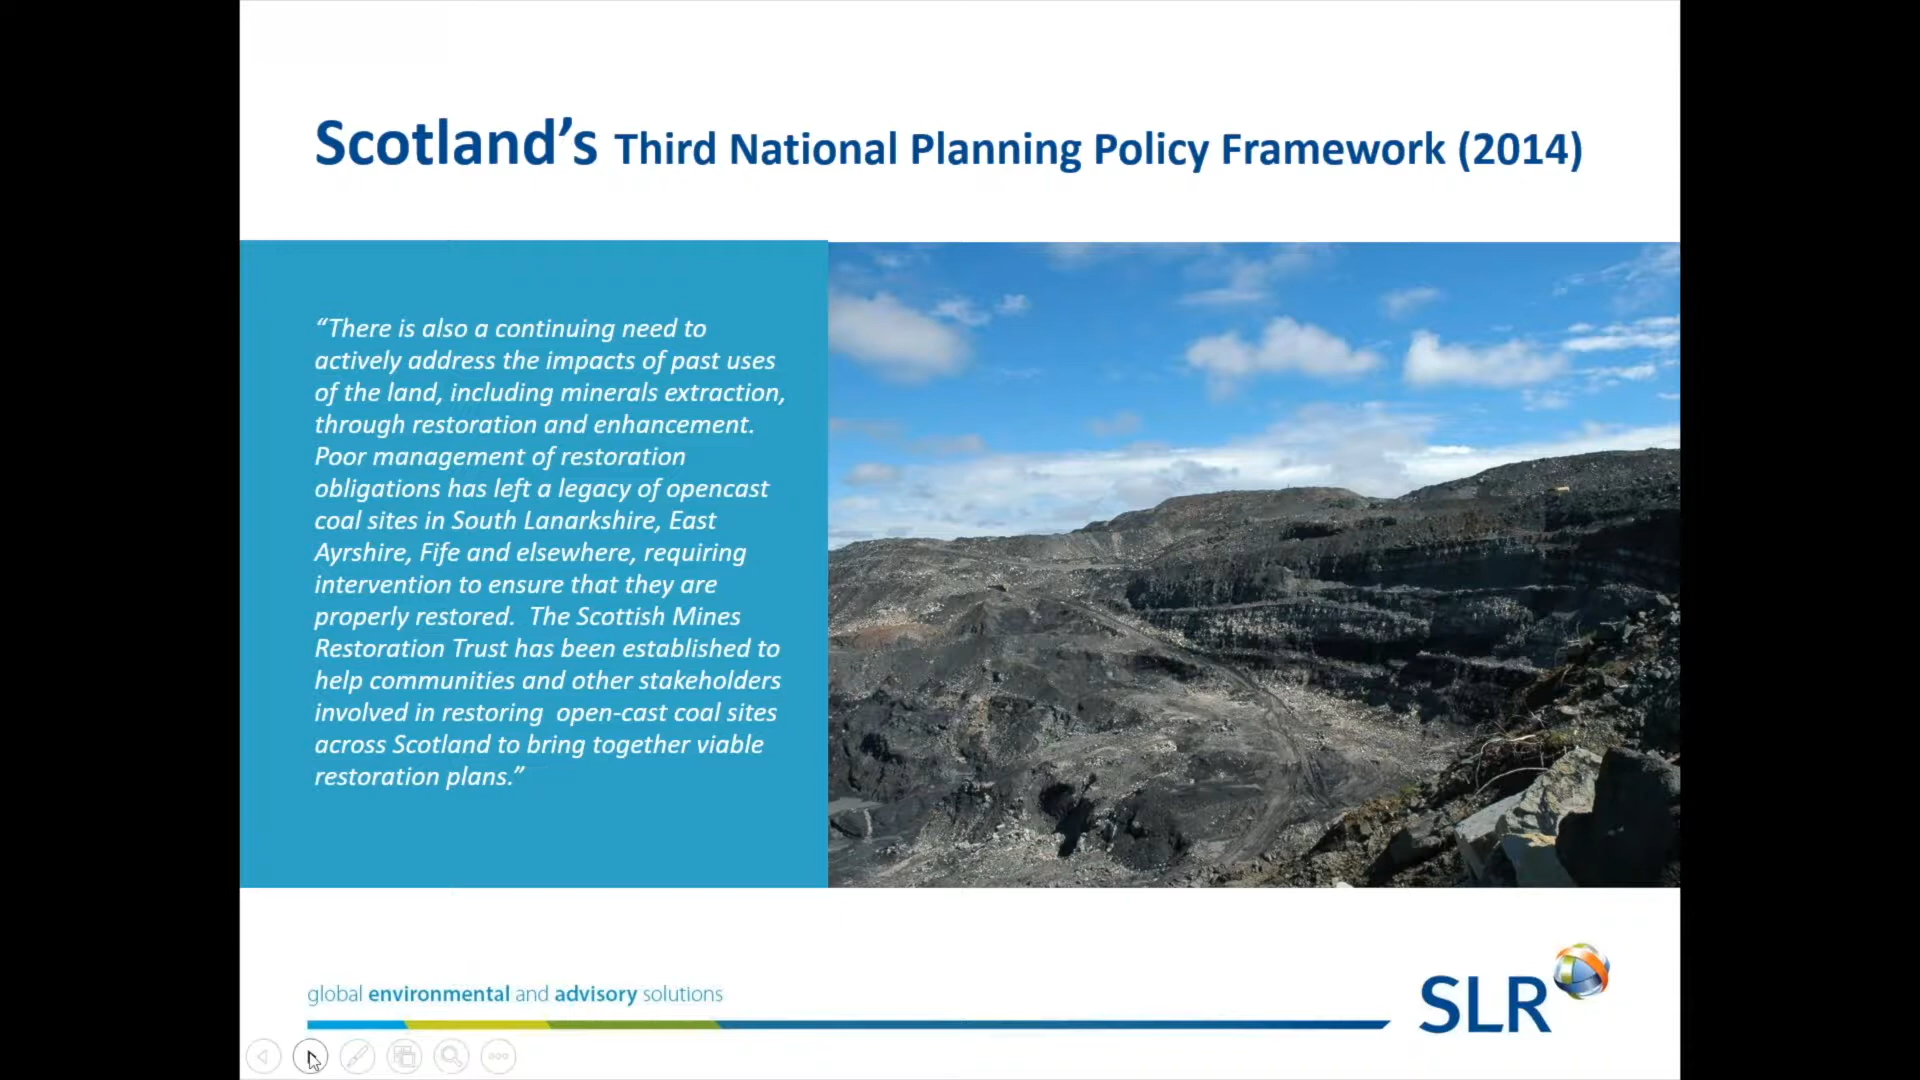 Scotland’s Third National Planning Policy Framework (2014)
“There is also a continuing need to
actively address the impacts of past uses
of the land, including minerals extraction,
through restoration and enhancement.
Poor management of restoration
obligations has left a legacy of opencast
coal sites in South Lanarkshire, East
Ayrshire, Fife and elsewhere, requiring
intervention to ensure that they are
properly restored.  The Scottish Mines
Restoration Trust has been established to
help communities and other stakeholders
involved in restoring  open-cast coal sites
across Scotland to bring together viable
restoration plans.”
global environmental and advisory solutions
SLR